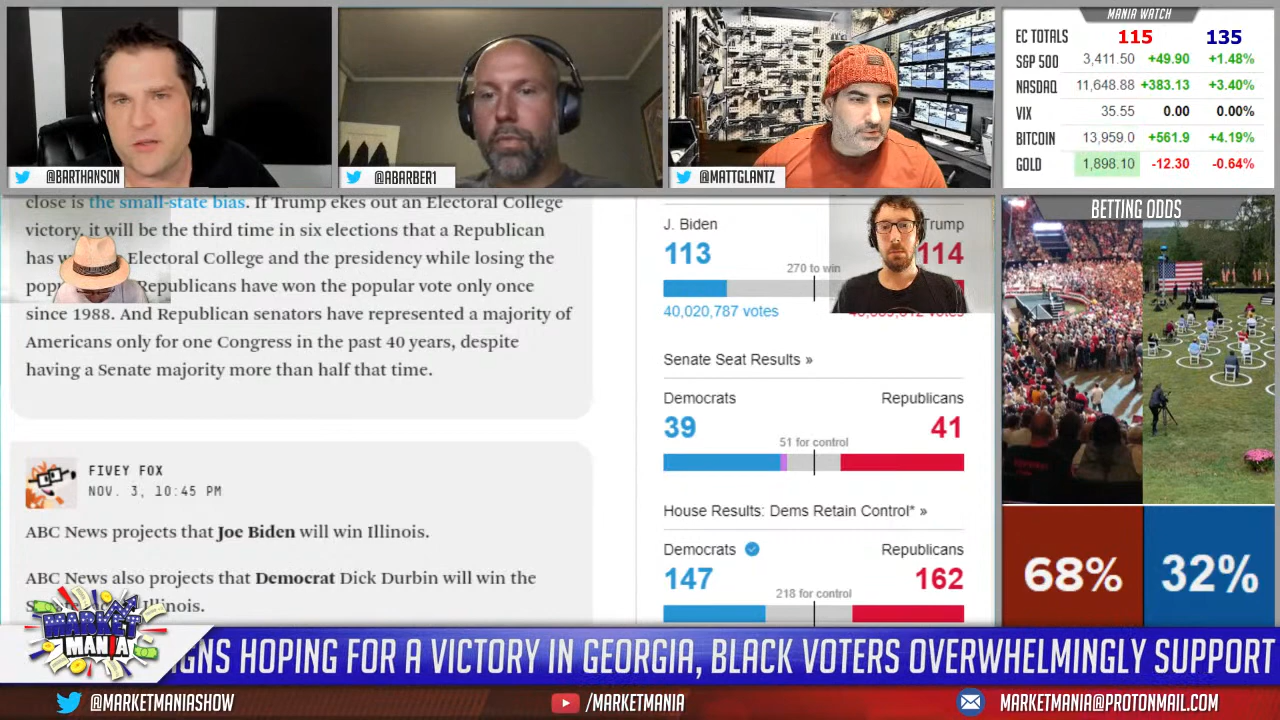 @BARTHANSON
@ABARBER1
@MATTGLANTZ
MANIA WATCH
EC TOTALS 115 135
S&P 500 3,411.50 +49.90 +1.48%
NASDAQ 11,648.88 +383.13 +3.40%
VIX 35.55 0.00 0.00%
BITCOIN 13,959.0 +561.9 +4.19%
GOLD 1,898.10 -12.30 -0.64%
close is the small-state bias. If Trump ekes out an Electoral College
victory, it will be the third time in six elections that a Republican
has Electoral College and the presidency while losing the
Republicans have won the popular vote only once
since 1988. And Republican senators have represented a majority of
Americans only for one Congress in the past 40 years, despite
having a Senate majority more than half that time.
FIVEY FOX
NOV. 3, 10:45 PM
ABC News projects that Joe Biden will win Illinois.
ABC News also projects that Democrat Dick Durbin will win the
Illinois.
J. Biden Trump
113 114
270 to win
40,020,787 votes votes
Senate Seat Results »
Democrats Republicans
39 41
51 for control
House Results: Dems Retain Control* »
Democrats Republicans
147 162
218 for control
BETTING ODDS
68% 32%
MARKET
MANIA
IGNS HOPING FOR A VICTORY IN GEORGIA, BLACK VOTERS OVERWHELMINGLY SUPPORT
@MARKETMANIASHOW /MARKETMANIA MARKETMANIA@PROTONMAIL.COM